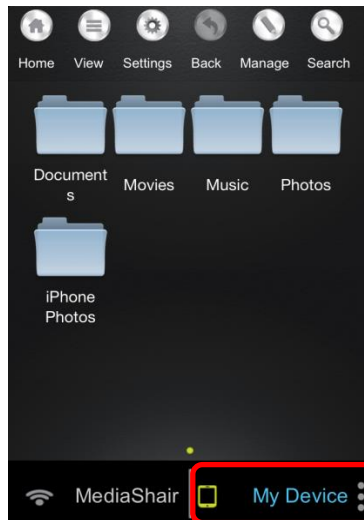 Home View Settings Back Manage Search
Document
s
Movies Music Photos
iPhone
Photos
MediaShair My Device